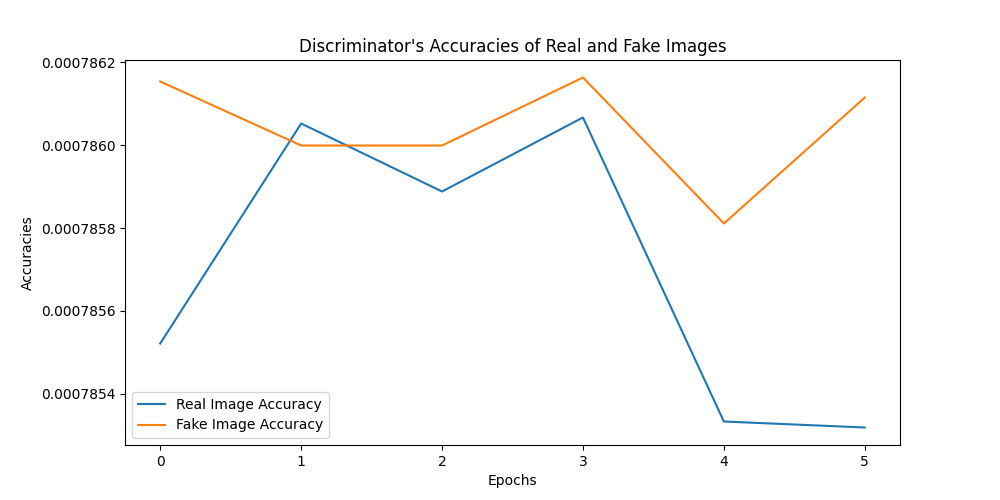 Discriminator's Accuracies of Real and Fake Images
0.0007862
0.0007860
0.0007858
0.0007856
0.0007854
Accuracies
Real Image Accuracy
Fake Image Accuracy
0 1 2 3 4 5
Epochs